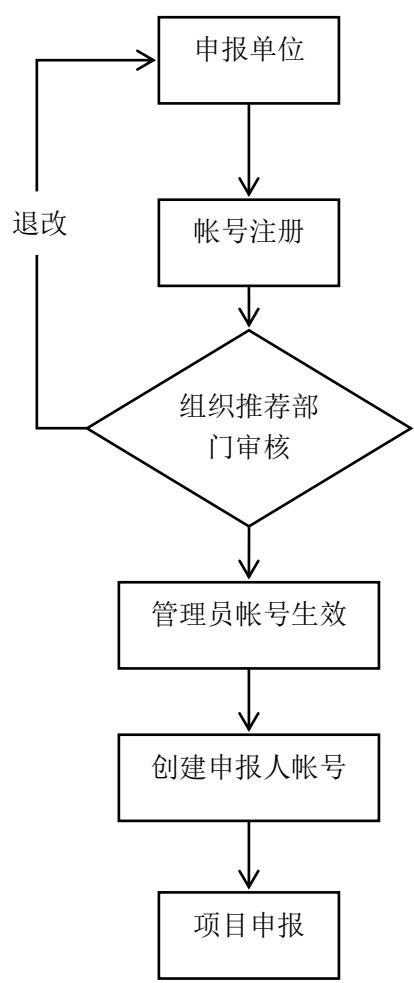 申报单位
退改
帐号注册
组织推荐部
门审核
管理员帐号生效
创建申报人帐号
项目申报